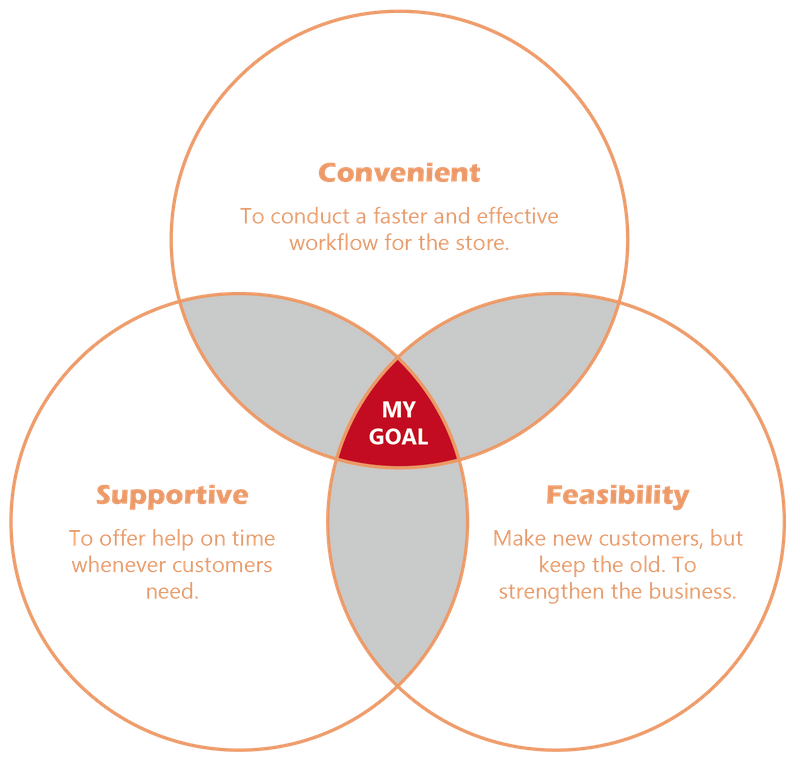 Convenient
To conduct a faster and effective
workflow for the store.
MY
GOAL
Supportive
To offer help on time
whenever customers
need.
Feasibility
Make new customers, but
keep the old. To
strengthen the business.